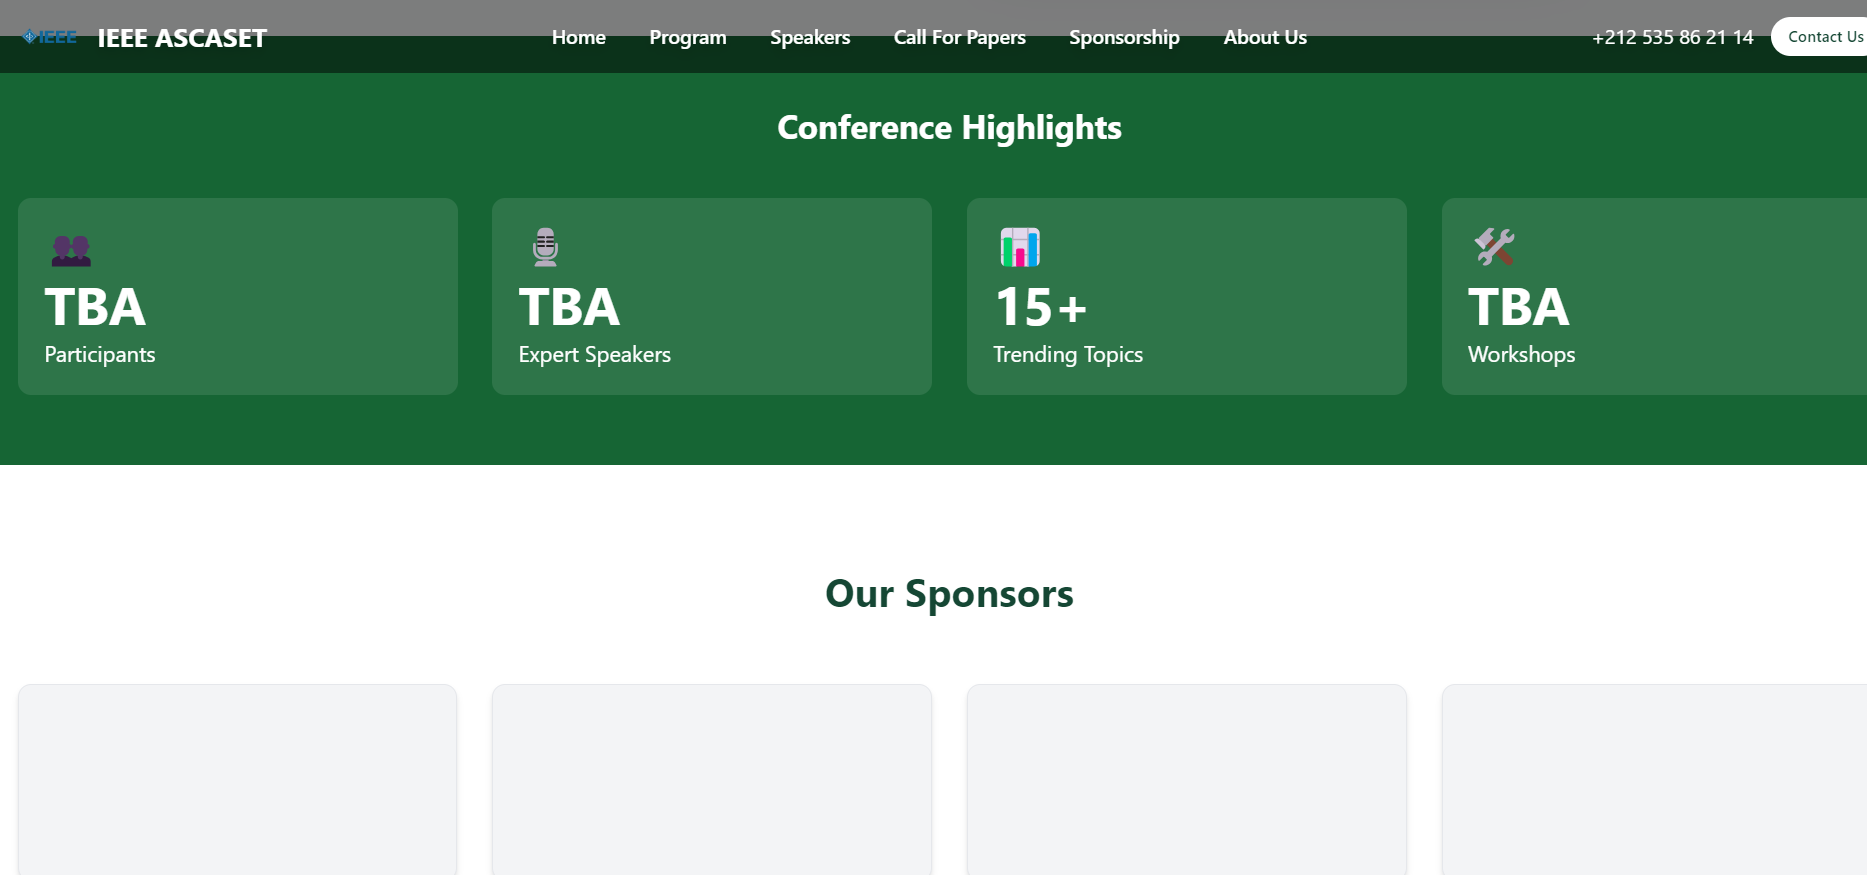 IEEE IEEE ASCASET Home Program Speakers Call For Papers Sponsorship About Us +212 535 86 21 14 Contact Us
Conference Highlights
TBA TBA 15+ TBA
Participants Expert Speakers Trending Topics Workshops
Our Sponsors